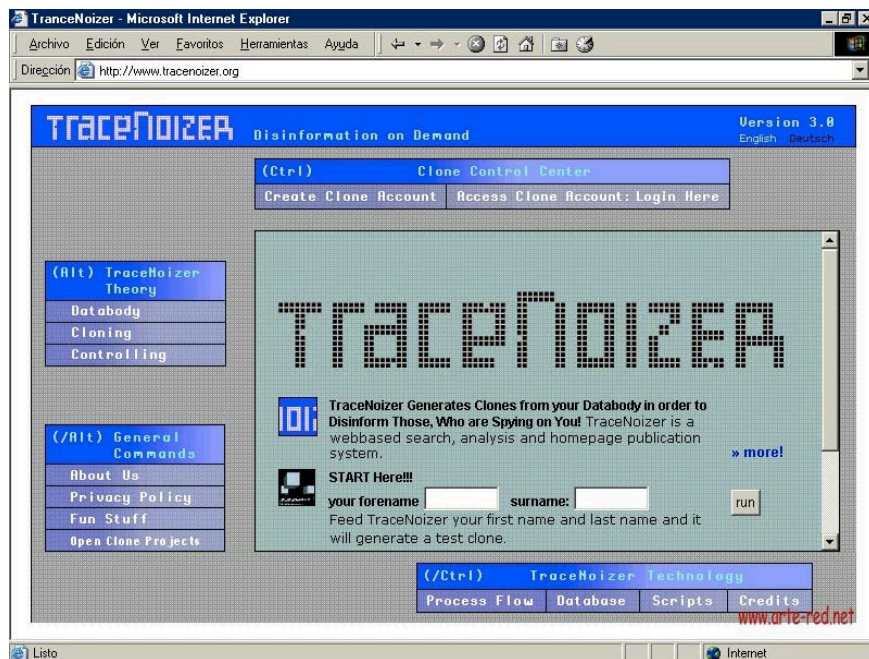 TranceNoizer - Microsoft Internet Explorer
Archivo Edición Ver Favoritos Herramientas Ayuda
Dirección http://www.tracenoizer.org
TraceNoizer Disinformation on Demand
Version 3.0
English Deutsch
(Ctrl) Clone Control Center
Create Clone Account Access Clone Account: Login Here
(Alt) TraceNoizer
Theory
Databody
Cloning
Controlling
(/Alt) General
Commands
About Us
Privacy Policy
Fun Stuff
Open Clone Projects
TraceNoizer
TraceNoizer Generates Clones from your Databody in order to
Disinform Those, Who are Spying on You! TraceNoizer is a
webbased search, analysis and homepage publication
system.
» more!
START Here!!!
your forename surname: run
Feed TraceNoizer your first name and last name and it
will generate a test clone.
(/Ctrl) TraceNoizer Technology
Process Flow Database Scripts Credits
www.arte-red.net
Listo Internet